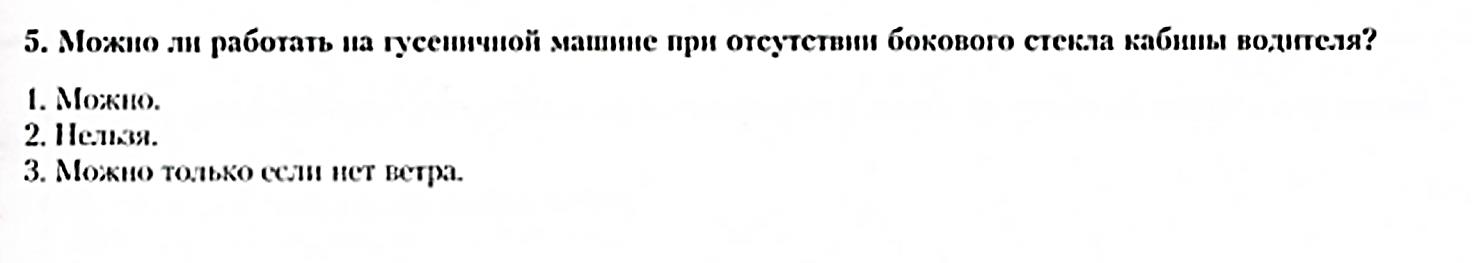 5. Можно ли работать на гусеничной машине при отсутствии бокового стекла кабины водителя?
1. Можно.
2. Нельзя.
3. Можно только если нет ветра.